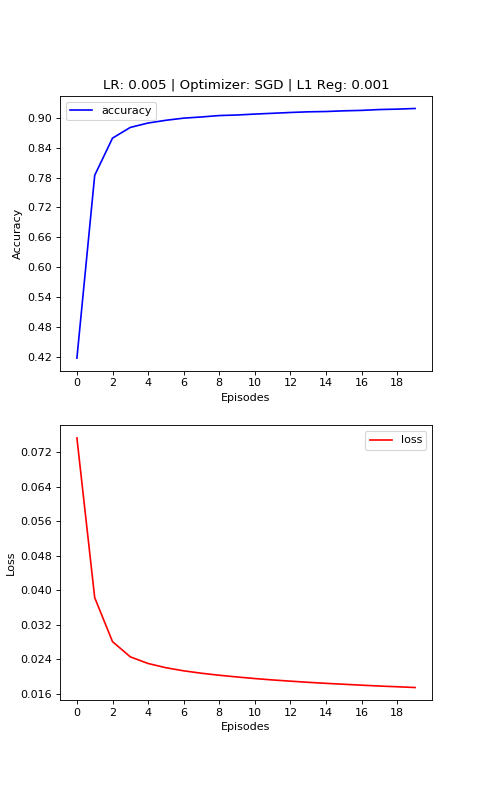 LR: 0.005 | Optimizer: SGD | L1 Reg: 0.001
accuracy
0.90
0.84
0.78
0.72
0.66
0.60
0.54
0.48
0.42
Accuracy
0 2 4 6 8 10 12 14 16 18
Episodes
loss
0.072
0.064
0.056
0.048
0.040
0.032
0.024
0.016
Loss
0 2 4 6 8 10 12 14 16 18
Episodes